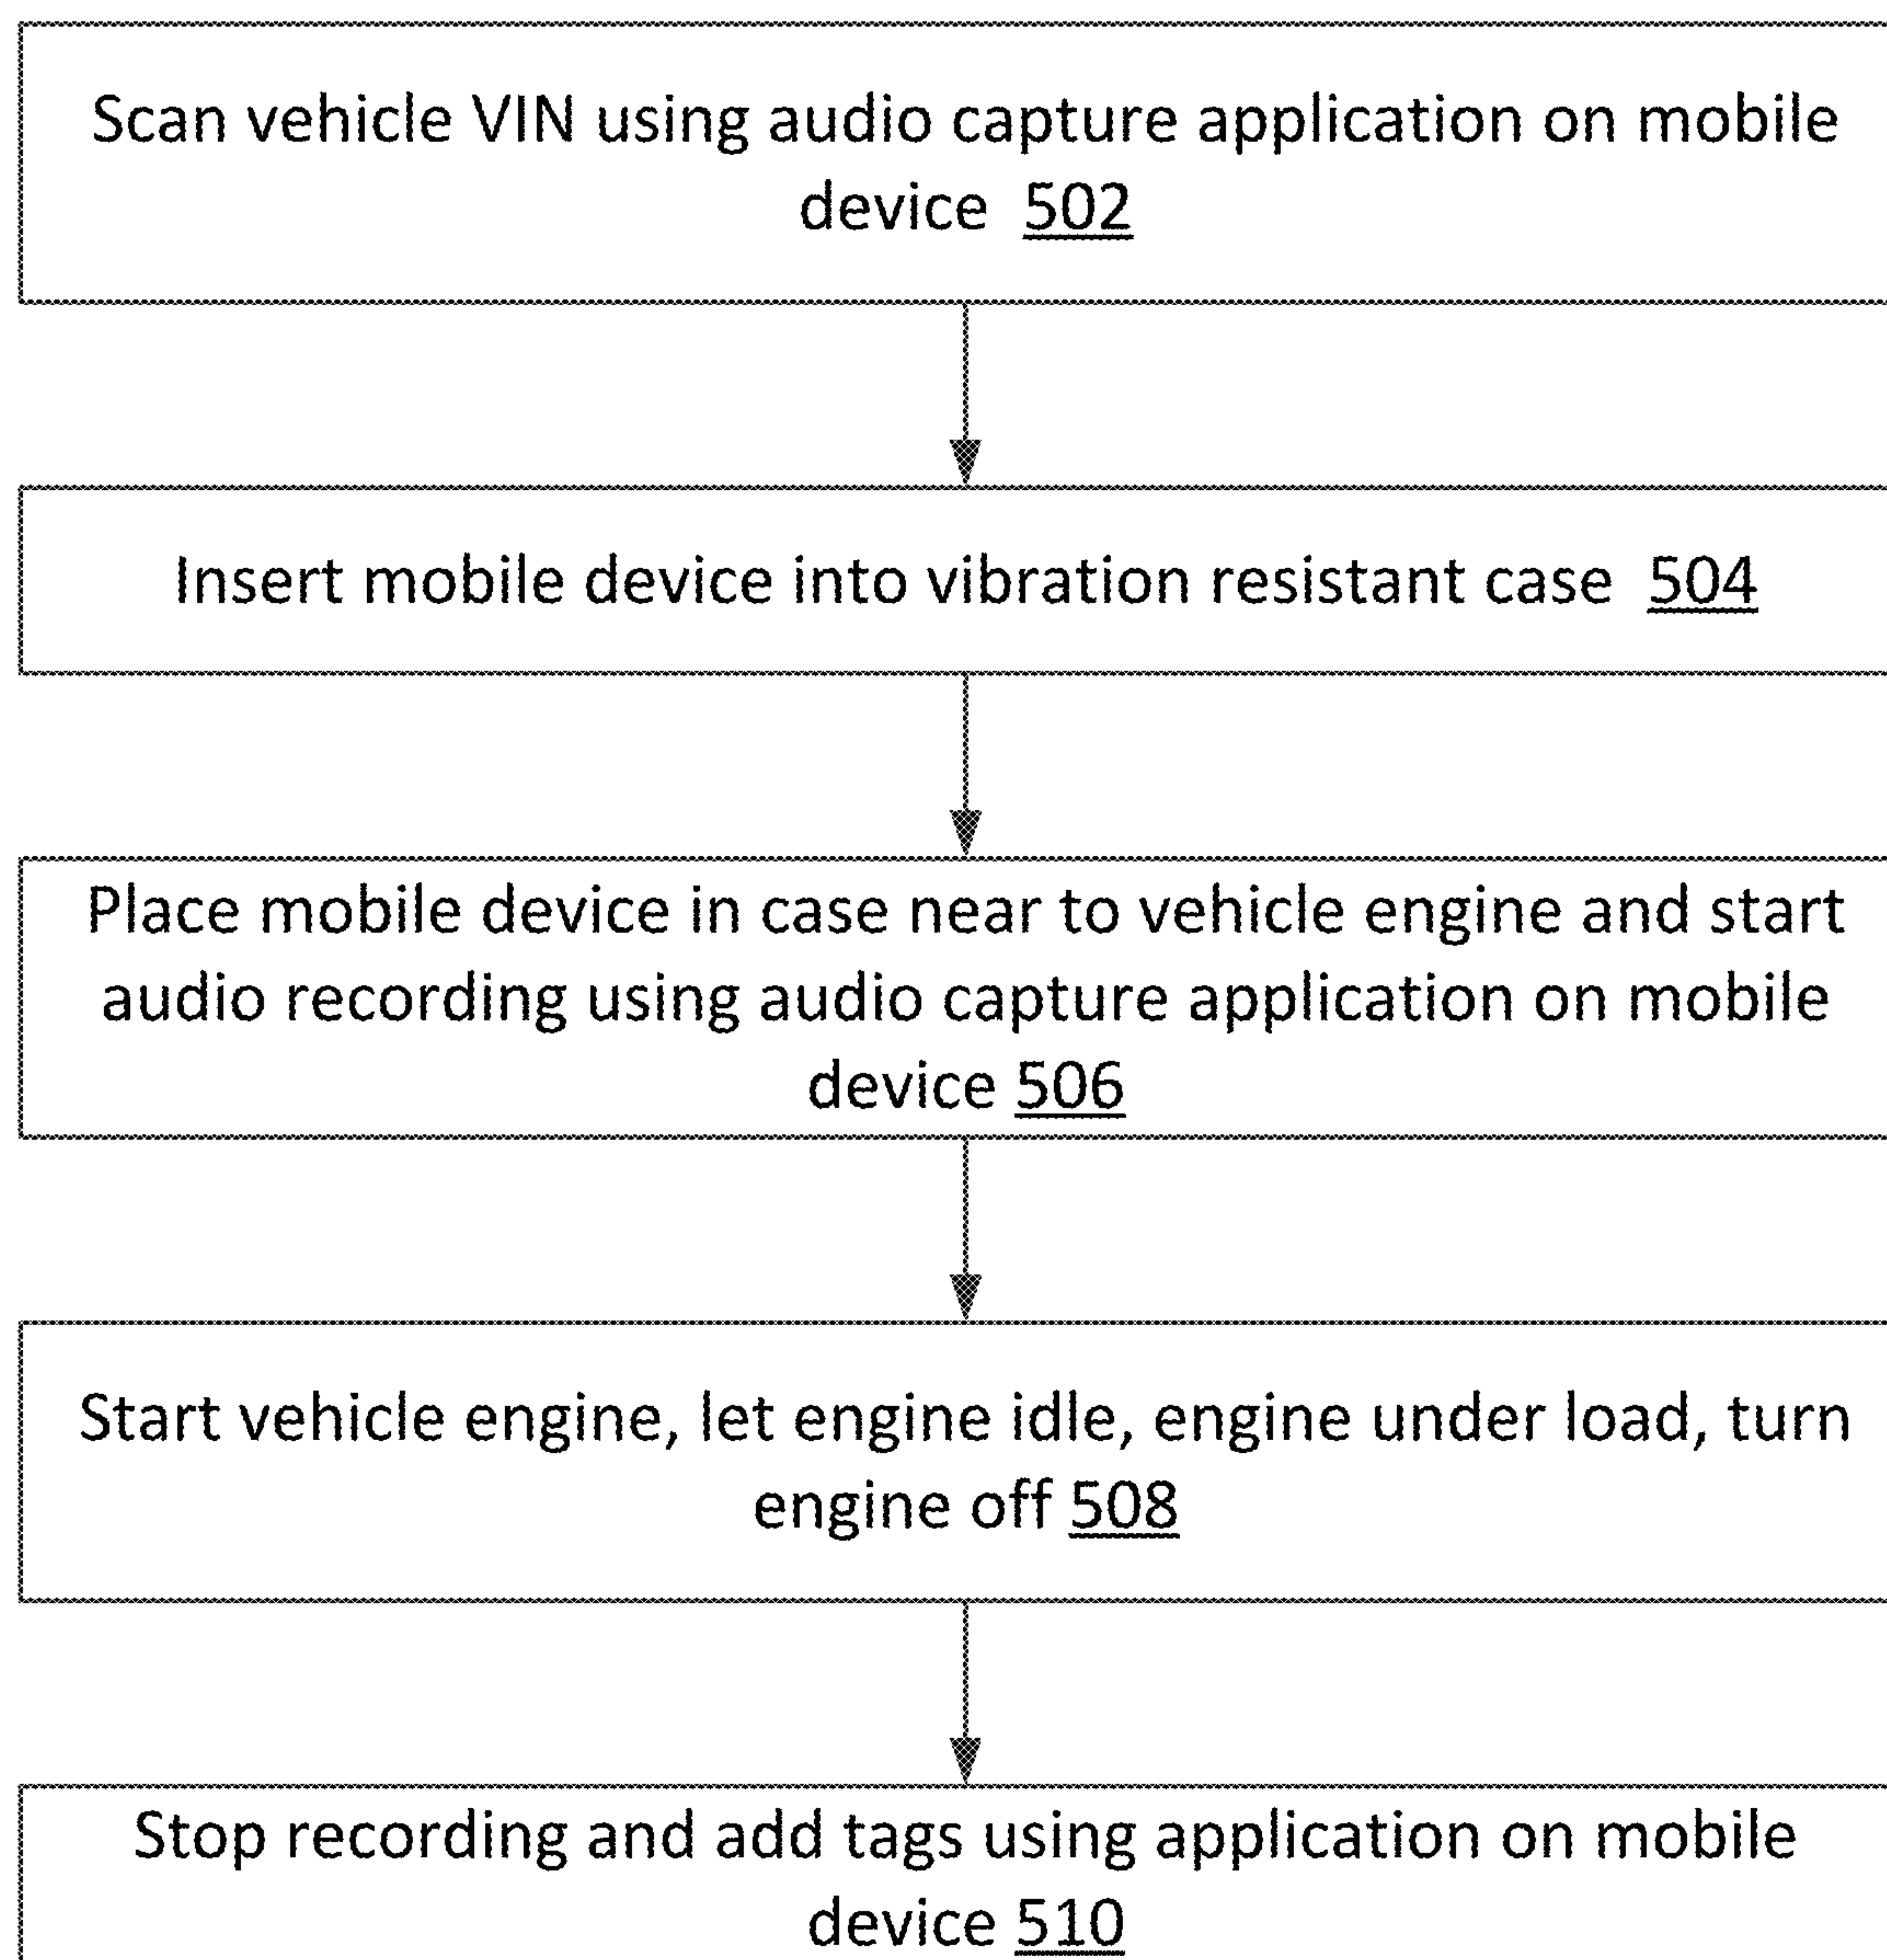 Scan vehicle VIN using audio capture application on mobile
device 502
Insert mobile device into vibration resistant case 504
Place mobile device in case near to vehicle engine and start
audio recording using audio capture application on mobile
device 506
Start vehicle engine, let engine idle, engine under load, turn
engine off 508
Stop recording and add tags using application on mobile
device 510